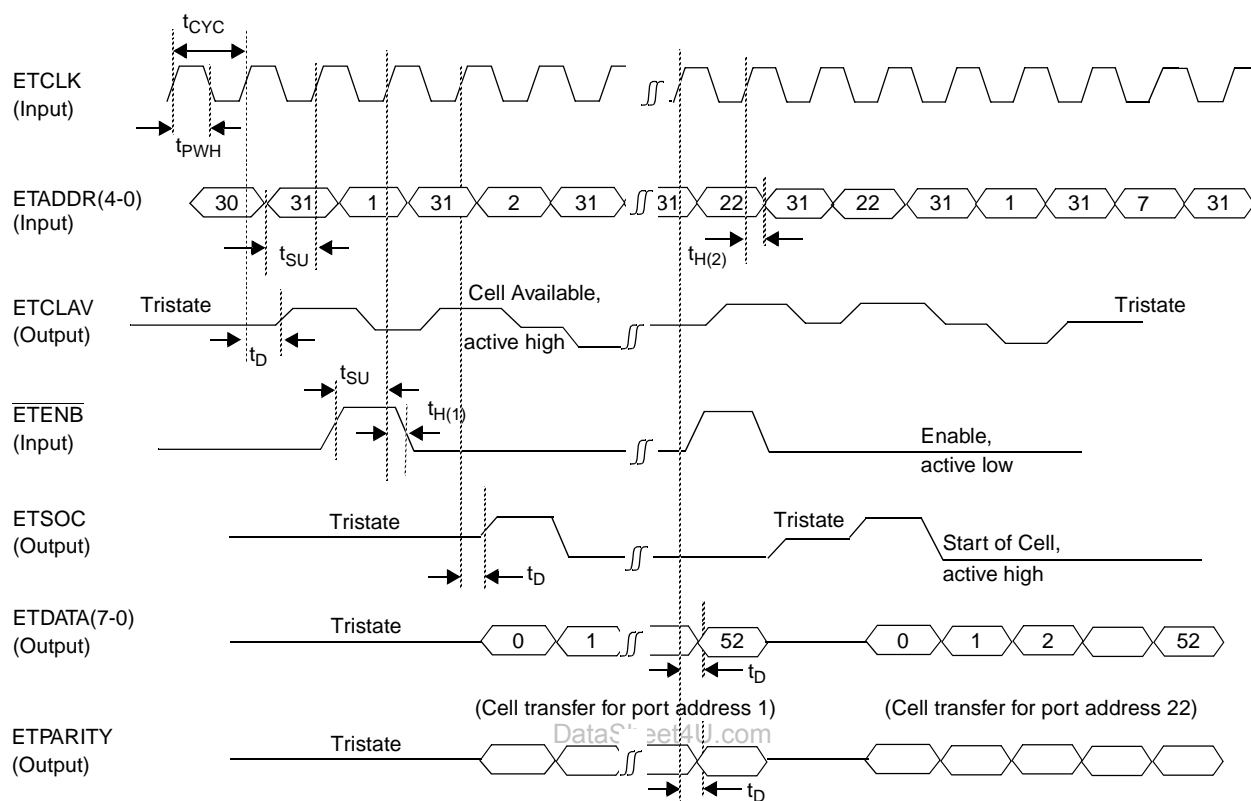 tCYC
ETCLK
(Input)
tPWH
ETADDR(4-0)
(Input)
30 31 1 31 2 31 31 22 31 22 31 1 31 7 31
tSU
tH(2)
ETCLAV
(Output)
Tristate
Cell Available,
active high
Tristate
tD
tSU
ETENB
(Input)
tH(1)
Enable,
active low
ETSOC
(Output)
Tristate
Tristate
Start of Cell,
active high
tD
ETDATA(7-0)
(Output)
Tristate
0 1 52 0 1 2 52
tD
(Cell transfer for port address 1)
(Cell transfer for port address 22)
ETPARITY
(Output)
Tristate
tD